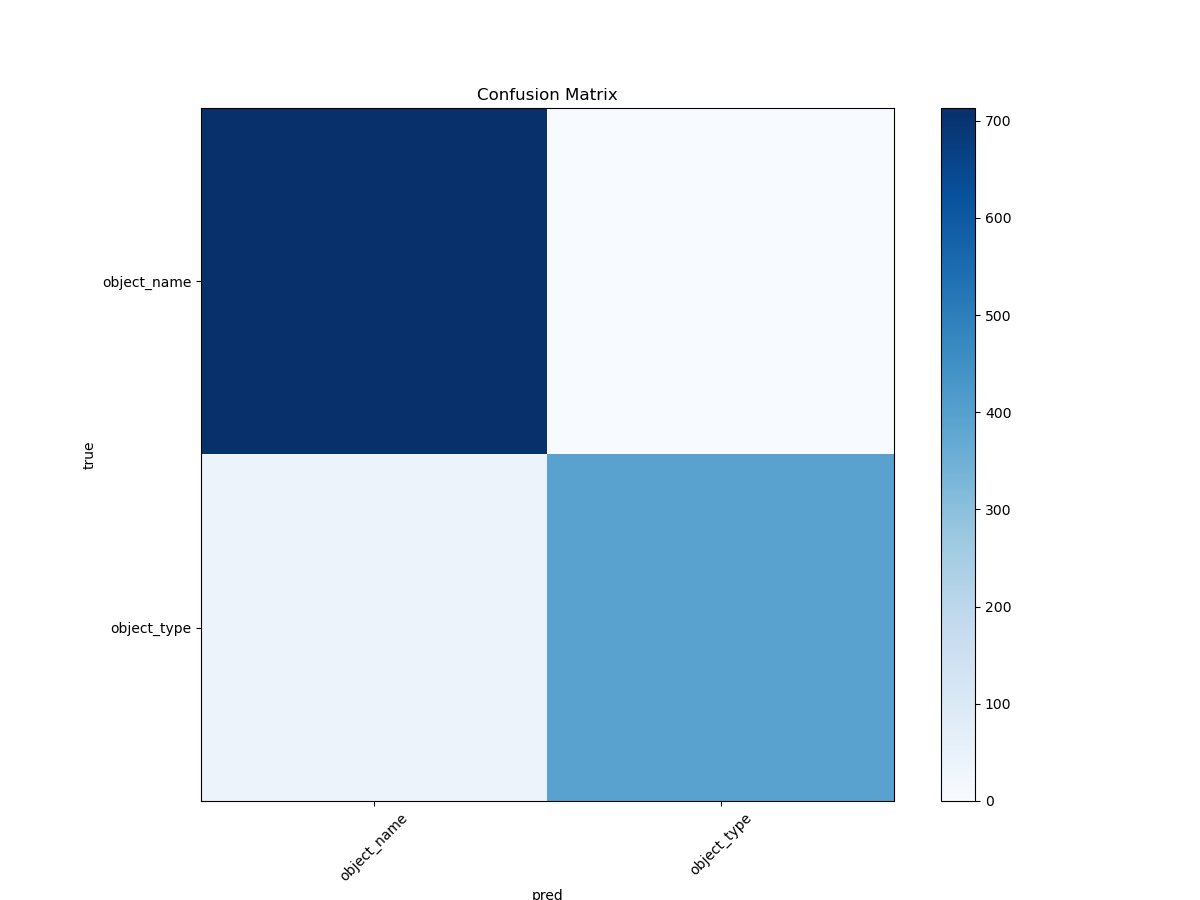 Confusion Matrix
700
600
500
400
300
200
100
0
object_name
object_type
true
object_name
object_type
pred